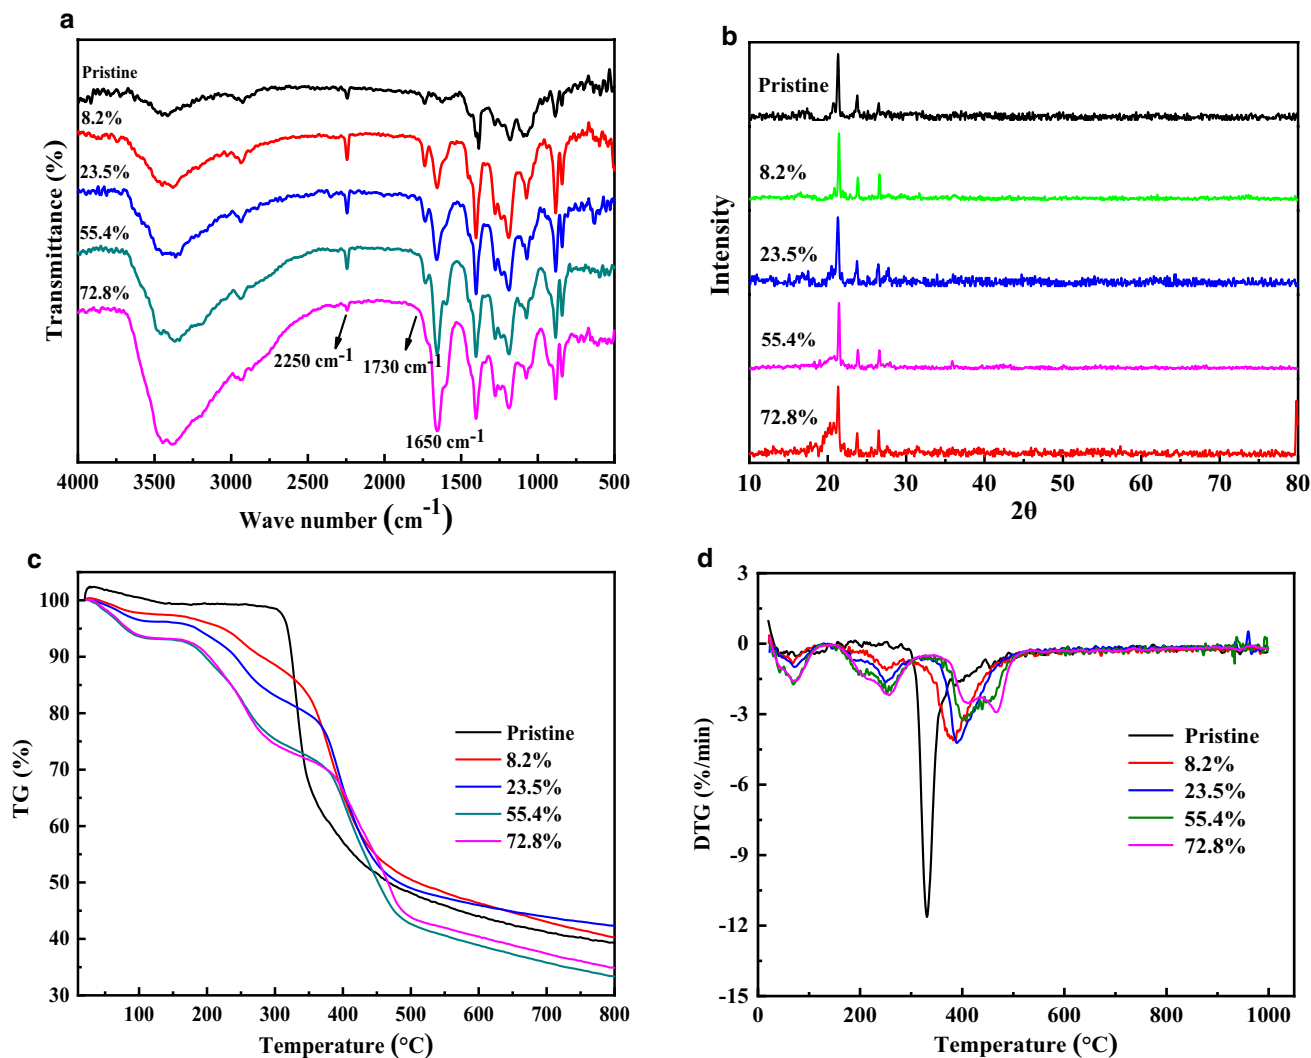 a
Pristine
8.2%
23.5%
55.4%
72.8%
2250 cm-1
1730 cm-1
1650 cm-1
Transmittance (%)
4000 3500 3000 2500 2000 1500 1000 500
Wave number (cm-1)
b
Pristine
8.2%
23.5%
55.4%
72.8%
Intensity
10 20 30 40 50 60 70 80
2θ
c
100
90
80
70
60
50
40
30
TG (%)
Pristine
8.2%
23.5%
55.4%
72.8%
100 200 300 400 500 600 700 800
Temperature (°C)
d
3
0
-3
-6
-9
-12
-15
DTG (%/min)
Pristine
8.2%
23.5%
55.4%
72.8%
0 200 400 600 800 1000
Temperature (°C)